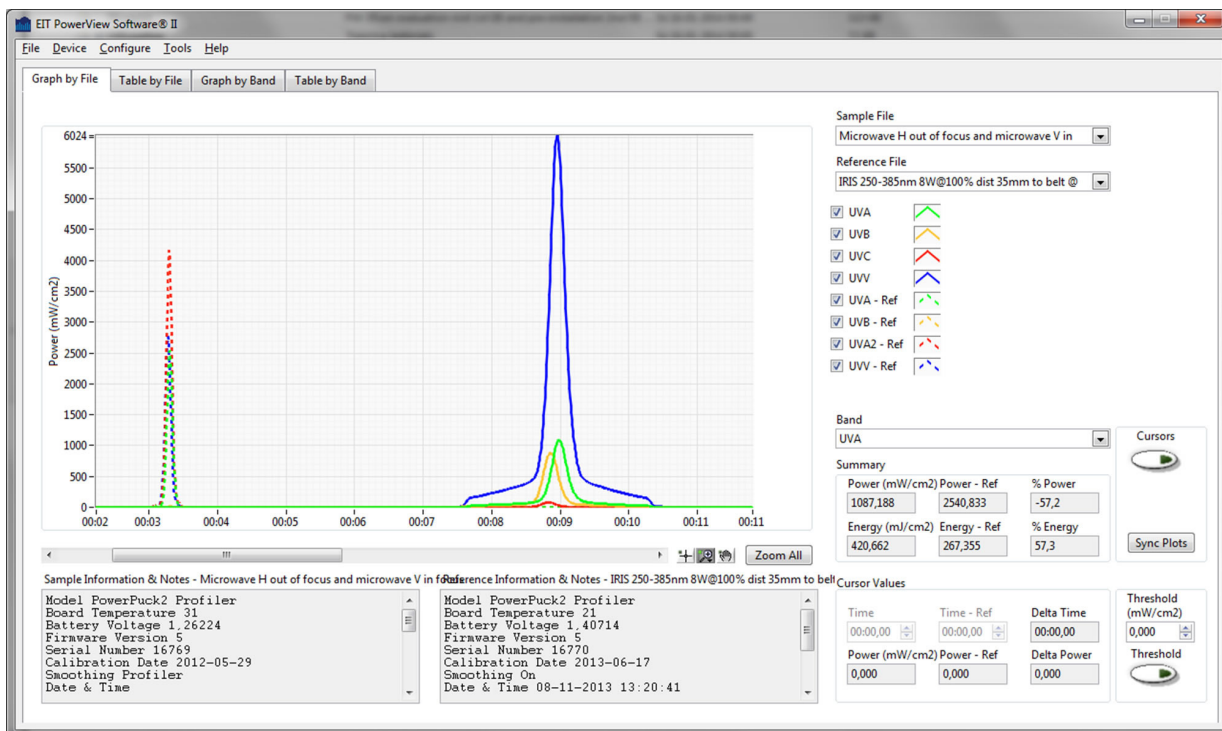 EIT PowerView Software® II
File Device Configure Tools Help
Graph by File Table by File Graph by Band Table by Band
6024
5500
5000
4500
4000
3500
3000
2500
2000
1500
1000
500
0
Power (mW/cm2)
00:02 00:03 00:04 00:05 00:06 00:07 00:08 00:09 00:10 00:11 00:11
Zoom All
Sample File
Microwave H out of focus and microwave V in
Reference File
IRIS 250-385nm 8W@100% dist 35mm to belt @
UVA
UVB
UVC
UVV
UVA - Ref
UVB - Ref
UVA2 - Ref
UVV - Ref
Band
UVA
Summary
Power (mW/cm2) Power - Ref % Power
1087,188 2540,833 -57,2
Energy (mJ/cm2) Energy - Ref % Energy
420,662 267,355 57,3
Cursors
Sync Plots
Sample Information & Notes - Microwave H out of focus and microwave V in
Model PowerPuck2 Profiler
Board Temperature 31
Battery Voltage 1,26224
Firmware Version 5
Serial Number 16769
Calibration Date 2012-05-29
Smoothing Profiler
Date & Time
Reference Information & Notes - IRIS 250-385nm 8W@100% dist 35mm to belt
Model PowerPuck2 Profiler
Board Temperature 21
Battery Voltage 1,40714
Firmware Version 5
Serial Number 16770
Calibration Date 2013-06-17
Smoothing On
Date & Time 08-11-2013 13:20:41
Cursor Values
Time Time - Ref Delta Time
00:00,00 00:00,00 00:00,00
Power (mW/cm2) Power - Ref Delta Power
0,000 0,000 0,000
Threshold
(mW/cm2)
0,000
Threshold